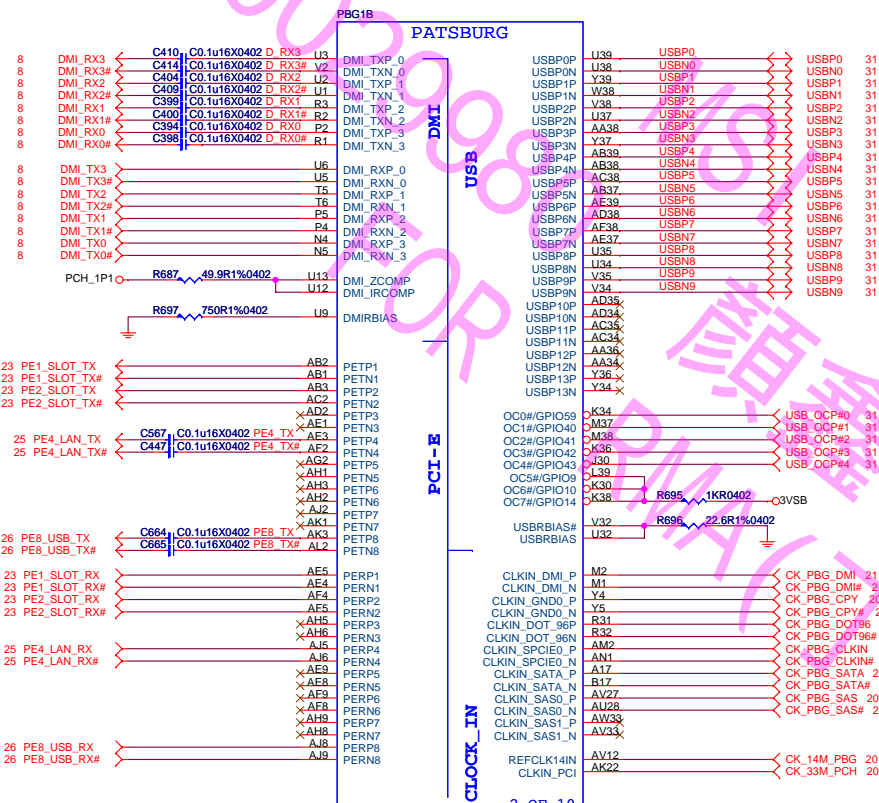 PBG1B
PATSBURG
8 DMI_RX3 C410 C0.1u16X0402 D_RX3 U3 DMI_TXP_0
8 DMI_RX3# C414 C0.1u16X0402 D_RX3# V2 DMI_TXN_0
8 DMI_RX2 C404 C0.1u16X0402 D_RX2 U2 DMI_TXP_1
8 DMI_RX2# C409 C0.1u16X0402 D_RX2# U1 DMI_TXN_1
8 DMI_RX1 C399 C0.1u16X0402 D_RX1 R3 DMI_TXP_2
8 DMI_RX1# C400 C0.1u16X0402 D_RX1# R2 DMI_TXN_2
8 DMI_RX0 C394 C0.1u16X0402 D_RX0 P2 DMI_TXP_3
8 DMI_RX0# C398 C0.1u16X0402 D_RX0# R1 DMI_TXN_3
8 DMI_TX3 U6 DMI_RXP_0
8 DMI_TX3# U5 DMI_RXN_0
8 DMI_TX2 T5 DMI_RXP_1
8 DMI_TX2# T6 DMI_RXN_1
8 DMI_TX1 P5 DMI_RXP_2
8 DMI_TX1# P4 DMI_RXN_2
8 DMI_TX0 N4 DMI_RXP_3
8 DMI_TX0# N5 DMI_RXN_3
PCH_1P1 R687 49.9R1%0402 U13 DMI_ZCOMP
U12 DMI_IRCOMP
R697 750R1%0402 U9 DMIRBIAS
23 PE1_SLOT_TX AB2 PETP1
23 PE1_SLOT_TX# AB1 PETN1
23 PE2_SLOT_TX AB3 PETP2
23 PE2_SLOT_TX# AC2 PETN2
AD2 PETP3
AE1 PETN3
25 PE4_LAN_TX C567 C0.1u16X0402 PE4_TX AE3 PETP4
25 PE4_LAN_TX# C447 C0.1u16X0402 PE4_TX# AF2 PETN4
AG2 PETP5
AH1 PETN5
AH3 PETP6
AH2 PETN6
AJ2 PETP7
AK1 PETN7
26 PE8_USB_TX C664 C0.1u16X0402 PE8_TX AK3 PETP8
26 PE8_USB_TX# C665 C0.1u16X0402 PE8_TX# AL2 PETN8
23 PE1_SLOT_RX AE5 PERP1
23 PE1_SLOT_RX# AE4 PERN1
23 PE2_SLOT_RX AF4 PERP2
23 PE2_SLOT_RX# AF5 PERN2
AH5 PERP3
AH6 PERN3
25 PE4_LAN_RX AJ5 PERP4
25 PE4_LAN_RX# AJ6 PERN4
AE9 PERP5
AE8 PERN5
AF9 PERP6
AF8 PERN6
AH9 PERP7
AH8 PERN7
26 PE8_USB_RX AJ8 PERP8
26 PE8_USB_RX# AJ9 PERN8
DMI
USB
PCI-E
CLOCK_IN
USBP0P U39 USBP0 USBP0 31
USBP0N U38 USBN0 USBN0 31
USBP1P Y39 USBP1 USBP1 31
USBP1N W38 USBN1 USBN1 31
USBP2P V38 USBP2 USBP2 31
USBP2N U37 USBN2 USBN2 31
USBP3P AA38 USBP3 USBP3 31
USBP3N Y37 USBN3 USBN3 31
USBP4P AB39 USBP4 USBP4 31
USBP4N AB38 USBN4 USBN4 31
USBP5P AC38 USBP5 USBP5 31
USBP5N AB37 USBN5 USBN5 31
USBP6P AE39 USBP6 USBP6 31
USBP6N AD38 USBN6 USBN6 31
USBP7P AF38 USBP7 USBP7 31
USBP7N AE37 USBN7 USBN7 31
USBP8P U35 USBP8 USBP8 31
USBP8N U34 USBN8 USBN8 31
USBP9P V35 USBP9 USBP9 31
USBP9N V34 USBN9 USBN9 31
USBP10P AD35
USBP10N AD34
USBP11P AC35
USBP11N AC34
USBP12P AA36
USBP12N AA34
USBP13P Y36
USBP13N Y34
OC0#/GPIO59 K34 USB_OCP#0 31
OC1#/GPIO40 M37 USB_OCP#1 31
OC2#/GPIO41 M38 USB_OCP#2 31
OC3#/GPIO42 K36 USB_OCP#3 31
OC4#/GPIO43 J30 USB_OCP#4 31
OC5#/GPIO9 L39
OC6#/GPIO10 K30
OC7#/GPIO14 K38 R695 1KR0402 3VSB
USBRBIAS# V32 R696 22.6R1%0402
USBRBIAS U32
CLKIN_DMI_P M2 CK_PBG_DMI 21
CLKIN_DMI_N M1 CK_PBG_DMI# 2
CLKIN_GND0_P Y4 CK_PBG_CPY 20
CLKIN_GND0_N Y5 CK_PBG_CPY# 2
CLKIN_DOT_96P R31 CK_PBG_DOT96
CLKIN_DOT_96N R32 CK_PBG_DOT96#
CLKIN_SPCIE0_P AM2 CK_PBG_CLKIN
CLKIN_SPCIE0_N AN1 CK_PBG_CLKIN#
CLKIN_SATA_P A17 CK_PBG_SATA 2
CLKIN_SATA_N B17 CK_PBG_SATA#
CLKIN_SAS0_P AV27 CK_PBG_SAS 20
CLKIN_SAS0_N AU28 CK_PBG_SAS# 2
CLKIN_SAS1_P AW33
CLKIN_SAS1_N AV33
REFCLK14IN AV12 CK_14M_PBG 20
CLKIN_PCI AK22 CK_33M_PCH 20
2 OF 10
MSI
FOR
顏鑫
RMA(